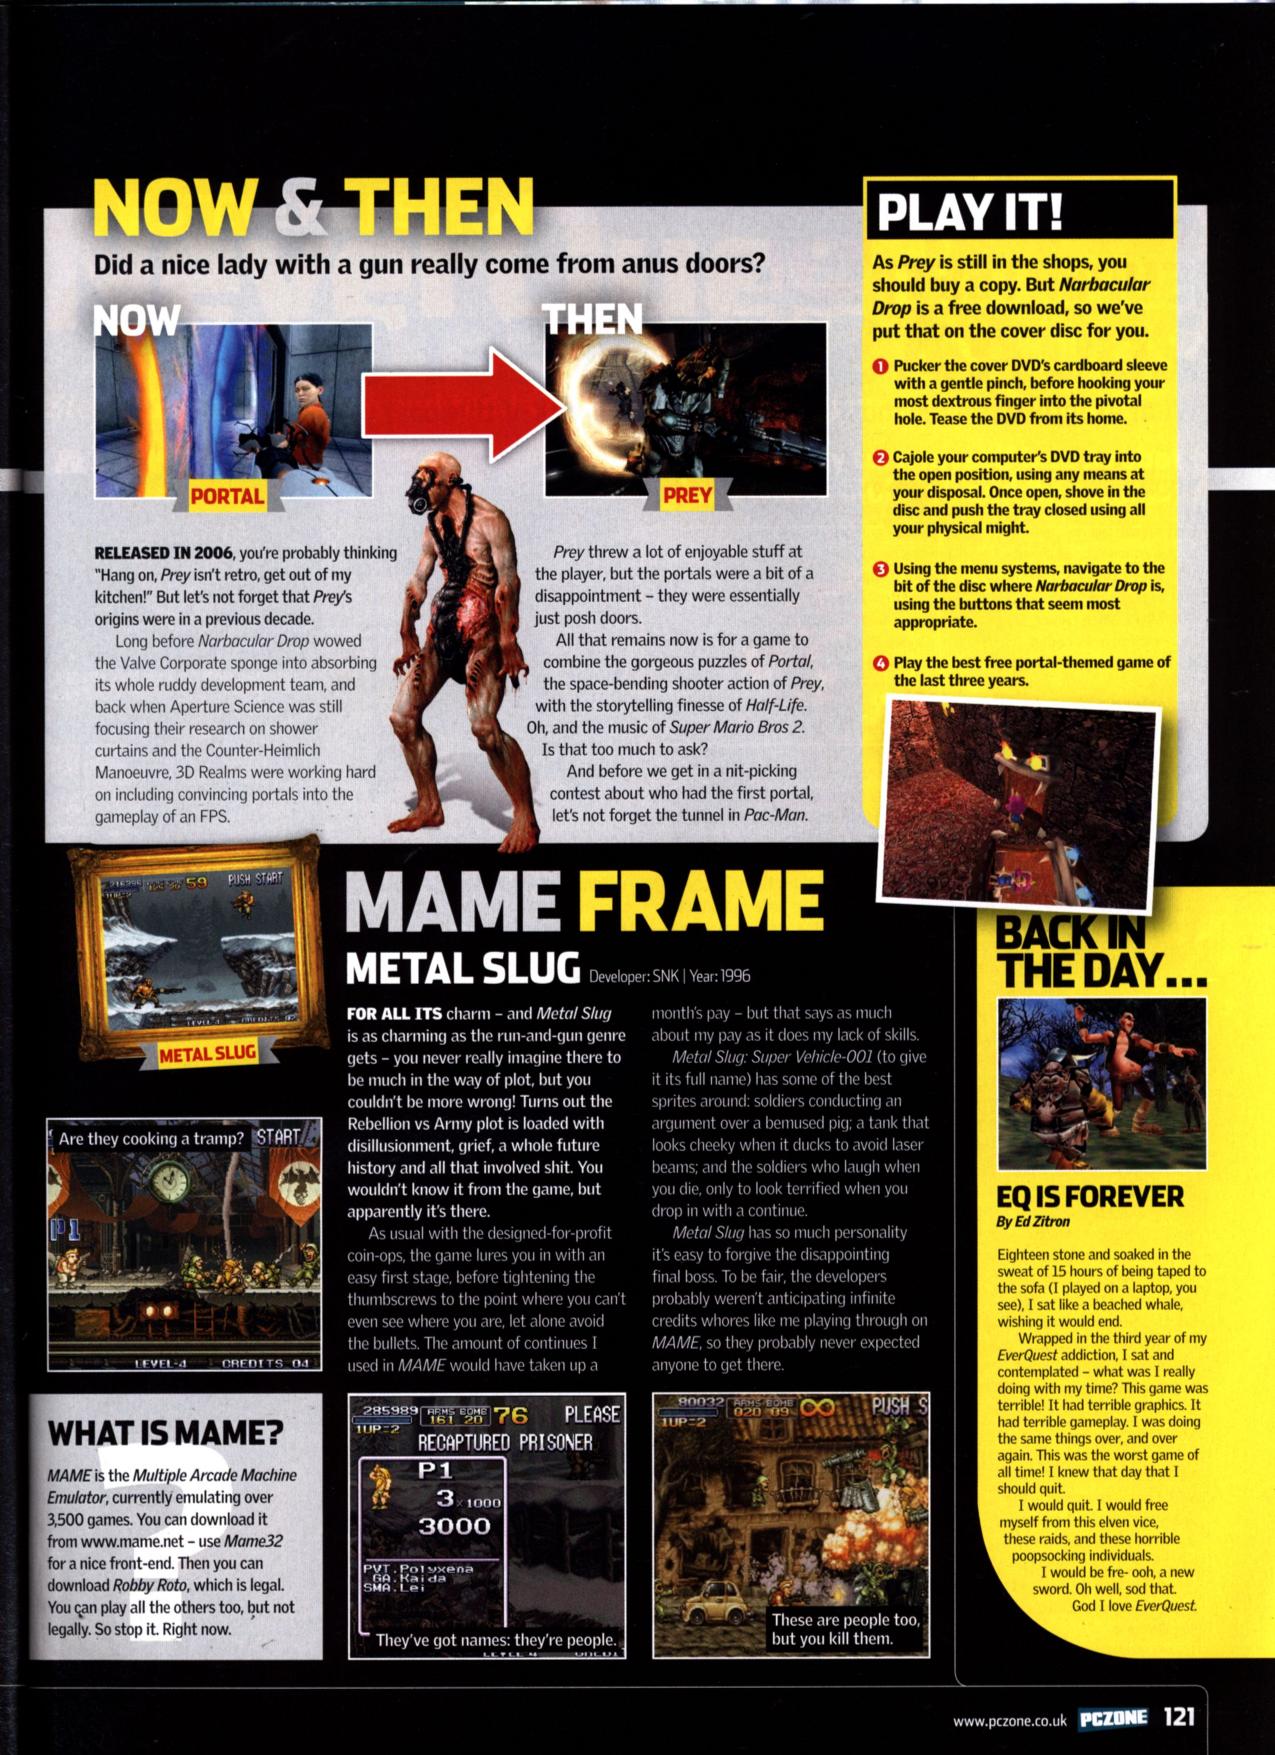 NOW & THEN
Did a nice lady with a gun really come from anus doors?
NOW
PORTAL
THEN
PREY
RELEASED IN 2006, you're probably thinking
"Hang on, Prey isn't retro, get out of my
kitchen!" But let's not forget that Prey's
origins were in a previous decade.
Long before Narbacular Drop wowed
the Valve Corporate sponge into absorbing
its whole ruddy development team, and
back when Aperture Science was still
focusing their research on shower
curtains and the Counter-Heimlich
Manoeuvre, 3D Realms were working hard
on including convincing portals into the
gameplay of an FPS.
Prey threw a lot of enjoyable stuff at
the player, but the portals were a bit of a
disappointment – they were essentially
just posh doors.
All that remains now is for a game to
combine the gorgeous puzzles of Portal,
the space-bending shooter action of Prey,
with the storytelling finesse of Half-Life.
Oh, and the music of Super Mario Bros 2.
Is that too much to ask?
And before we get in a nit-picking
contest about who had the first portal,
let's not forget the tunnel in Pac-Man.
PLAY IT!
As Prey is still in the shops, you
should buy a copy. But Narbacular
Drop is a free download, so we've
put that on the cover disc for you.
1 Pucker the cover DVD's cardboard sleeve
with a gentle pinch, before hooking your
most dextrous finger into the pivotal
hole. Tease the DVD from its home.
2 Cajole your computer's DVD tray into
the open position, using any means at
your disposal. Once open, shove in the
disc and push the tray closed using all
your physical might.
3 Using the menu systems, navigate to the
bit of the disc where Narbacular Drop is,
using the buttons that seem most
appropriate.
4 Play the best free portal-themed game of
the last three years.
59 PUSH START
METAL SLUG
MAME FRAME
METAL SLUG Developer: SNK | Year: 1996
FOR ALL ITS charm – and Metal Slug
is as charming as the run-and-gun genre
gets – you never really imagine there to
be much in the way of plot, but you
couldn't be more wrong! Turns out the
Rebellion vs Army plot is loaded with
disillusionment, grief, a whole future
history and all that involved shit. You
wouldn't know it from the game, but
apparently it's there.
As usual with the designed-for-profit
coin-ops, the game lures you in with an
easy first stage, before tightening the
thumbscrews to the point where you can't
even see where you are, let alone avoid
the bullets. The amount of continues I
used in MAME would have taken up a
month's pay – but that says as much
about my pay as it does my lack of skills.
Metal Slug: Super Vehicle-001 (to give
it its full name) has some of the best
sprites around: soldiers conducting an
argument over a bemused pig; a tank that
looks cheeky when it ducks to avoid laser
beams; and the soldiers who laugh when
you die, only to look terrified when you
drop in with a continue.
Metal Slug has so much personality
it's easy to forgive the disappointing
final boss. To be fair, the developers
probably weren't anticipating infinite
credits whores like me playing through on
MAME, so they probably never expected
anyone to get there.
Are they cooking a tramp? START
P1
LEVEL-4 CREDITS 04
WHAT IS MAME?
MAME is the Multiple Arcade Machine
Emulator, currently emulating over
3,500 games. You can download it
from www.mame.net – use Mame32
for a nice front-end. Then you can
download Robby Roto, which is legal.
You can play all the others too, but not
legally. So stop it. Right now.
285989 ARMS BOMB 76 PLEASE
161 20
1UP=2
RECAPTURED PRISONER
P1
3 x1000
3000
PVT.Polyxena
GA.Kaida
SMA.Lei
They've got names: they're people.
80032 ARMS BOMB ∞ PUSH S
1UP=2 020 09
These are people too,
but you kill them.
BACK IN
THE DAY...
EQ IS FOREVER
By Ed Zitron
Eighteen stone and soaked in the
sweat of 15 hours of being taped to
the sofa (I played on a laptop, you
see), I sat like a beached whale,
wishing it would end.
Wrapped in the third year of my
EverQuest addiction, I sat and
contemplated – what was I really
doing with my time? This game was
terrible! It had terrible graphics. It
had terrible gameplay. I was doing
the same things over, and over
again. This was the worst game of
all time! I knew that day that I
should quit.
I would quit. I would free
myself from this elven vice,
these raids, and these horrible
poopsocking individuals.
I would be fre- ooh, a new
sword. Oh well, sod that.
God I love EverQuest.
www.pczone.co.uk PCZONE 121